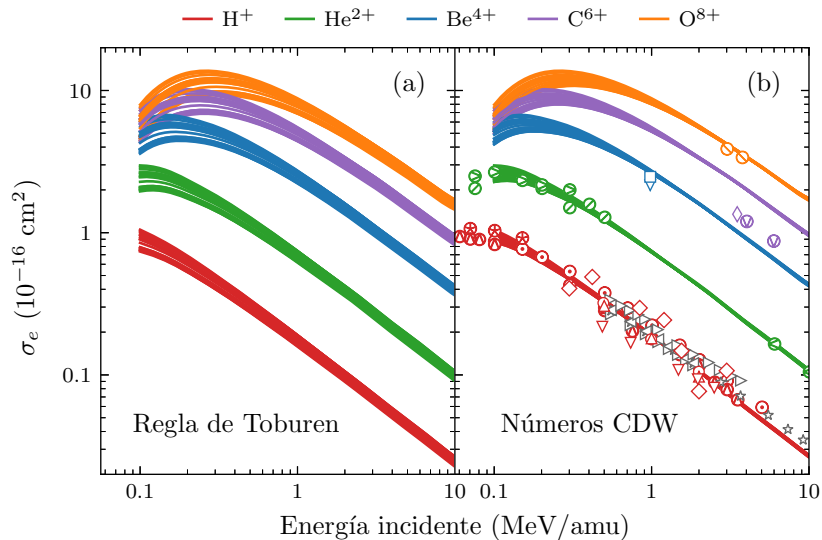 H⁺ He²⁺ Be⁴⁺ C⁶⁺ O⁸⁺
(a) (b)
10
1
0.1
σₑ (10⁻¹⁶ cm²)
Regla de Toburen Números CDW
0.1 1 10 0.1 1 10
Energía incidente (MeV/amu)